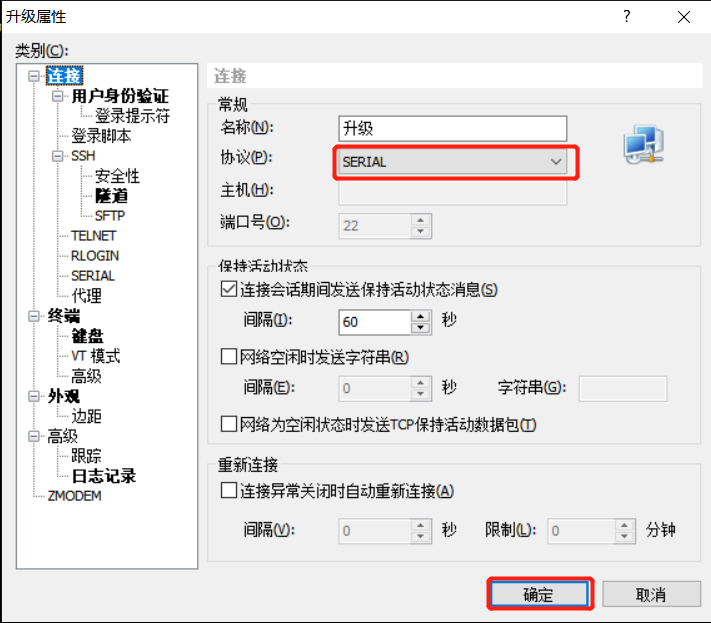 升级属性
类别(C):
连接
用户身份验证
登录提示符
登录脚本
SSH
安全性
隧道
SFTP
TELNET
RLOGIN
SERIAL
代理
终端
键盘
VT 模式
高级
外观
边距
高级
跟踪
日志记录
ZMODEM
连接
常规
名称(N): 升级
协议(P): SERIAL
主机(H):
端口号(O): 22
保持活动状态
连接会话期间发送保持活动状态消息(S)
间隔(I): 60 秒
网络空闲时发送字符串(R)
间隔(E): 0 秒 字符串(G):
网络为空闲状态时发送TCP保持活动数据包(T)
重新连接
连接异常关闭时自动重新连接(A)
间隔(V): 0 秒 限制(L): 0 分钟
确定 取消